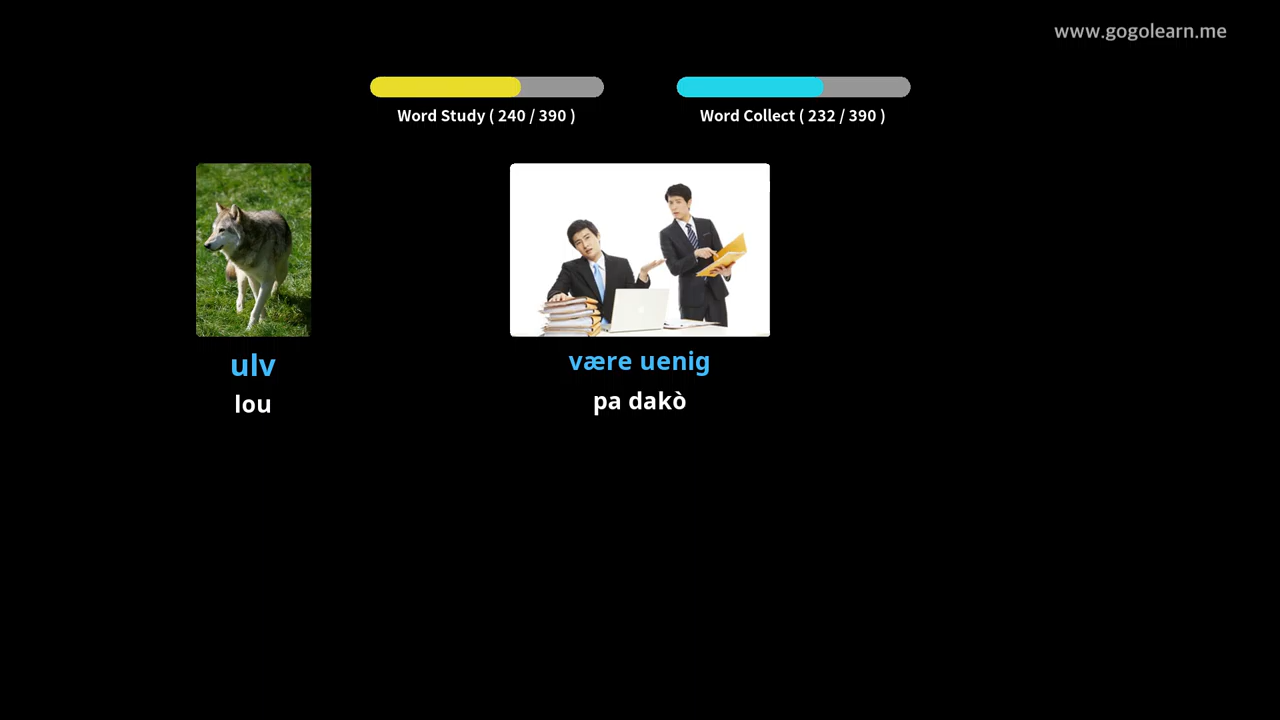 www.gogolearn.me
Word Study ( 240 / 390 )
Word Collect ( 232 / 390 )
ulv
lou
være uenig
pa dakò